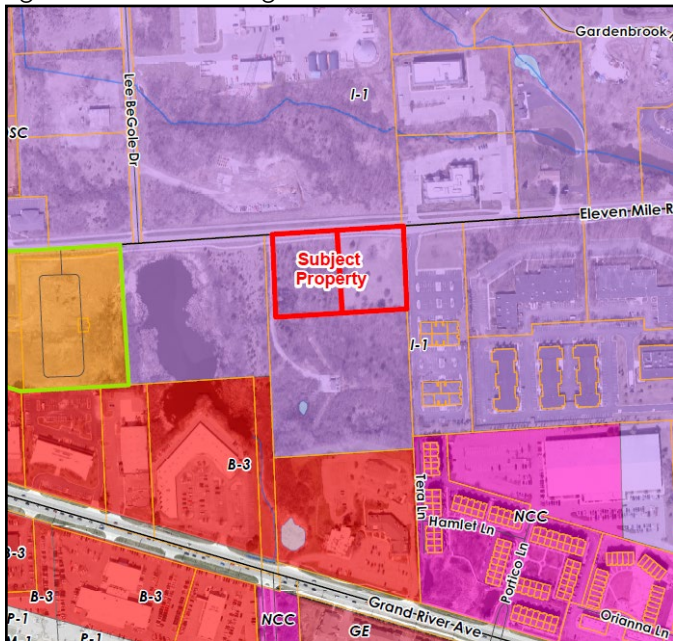 Gardenbrook
Lee BeGole Dr
I-1
SC
Eleven Mile R
Subject
Property
I-1
B-3
Tera Ln
NCC
Hamlet Ln
Portico Ln
B-3
B-3
B-3
NCC
Grand-River-Ave
Orianna Ln
P-1
P-1
GE